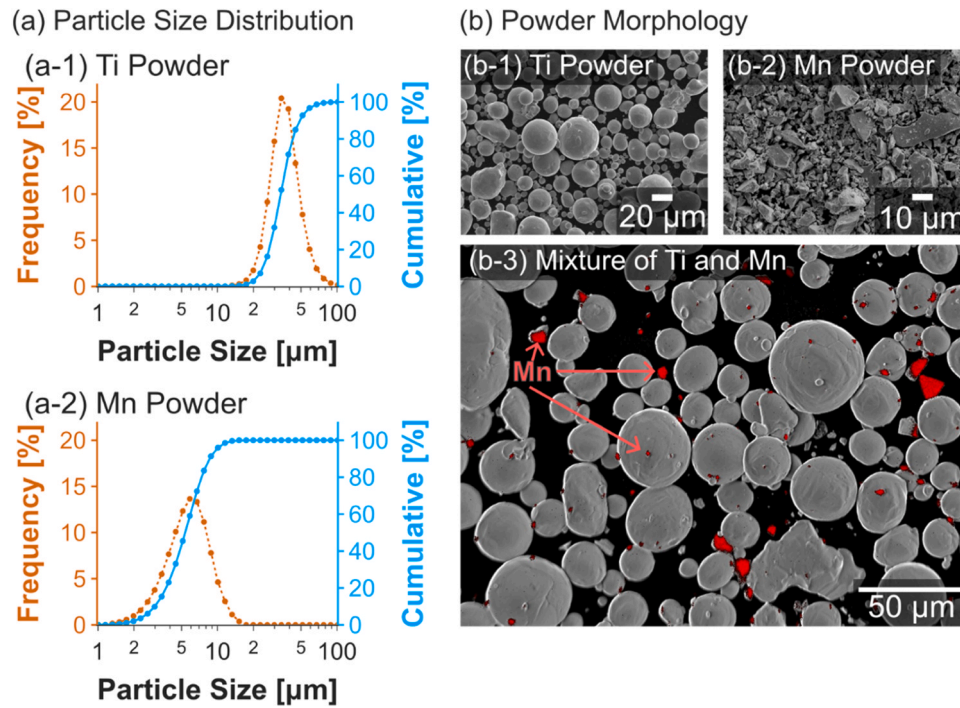 (a) Particle Size Distribution
(a-1) Ti Powder
Frequency [%]
20
15
10
5
0
100
80
60
40
20
0
Cumulative [%]
1 2 5 10 2 5 100
Particle Size [μm]
(a-2) Mn Powder
Frequency [%]
20
15
10
5
0
100
80
60
40
20
0
Cumulative [%]
1 2 5 10 2 5 100
Particle Size [μm]
(b) Powder Morphology
(b-1) Ti Powder
20 μm
(b-2) Mn Powder
10 μm
(b-3) Mixture of Ti and Mn
Mn
50 μm